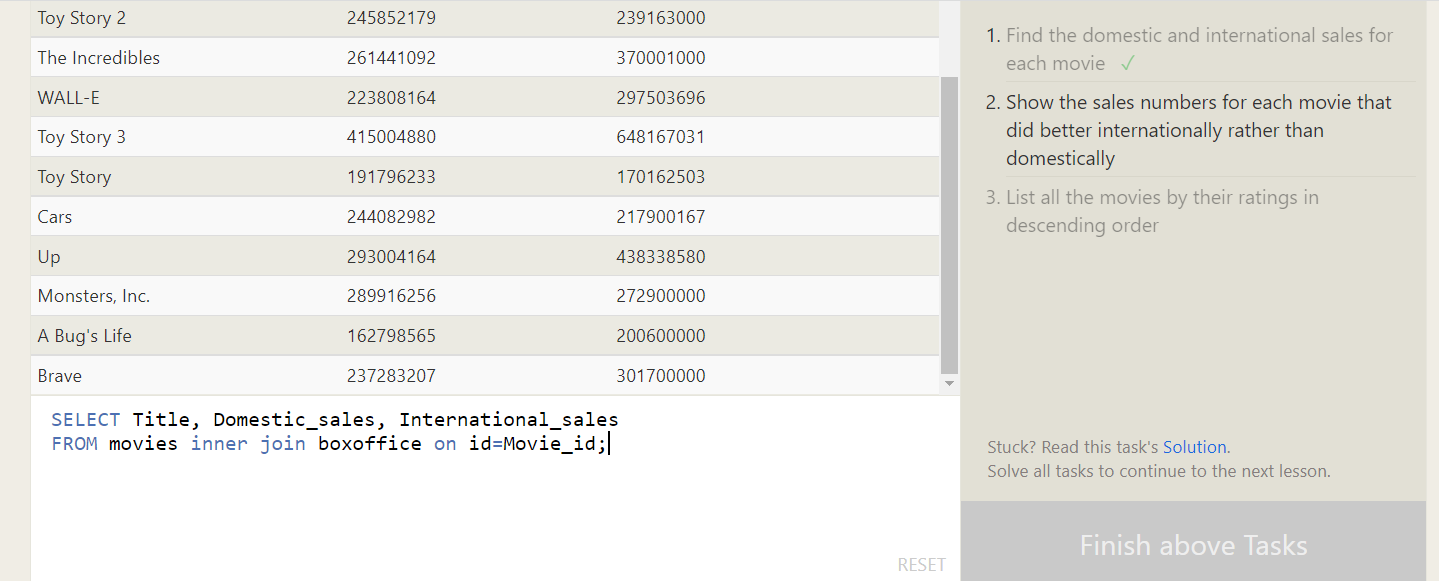 Toy Story 2 245852179 239163000
The Incredibles 261441092 370001000
WALL-E 223808164 297503696
Toy Story 3 415004880 648167031
Toy Story 191796233 170162503
Cars 244082982 217900167
Up 293004164 438338580
Monsters, Inc. 289916256 272900000
A Bug's Life 162798565 200600000
Brave 237283207 301700000
SELECT Title, Domestic_sales, International_sales
FROM movies inner join boxoffice on id=Movie_id;
RESET
1. Find the domestic and international sales for
each movie ✓
2. Show the sales numbers for each movie that
did better internationally rather than
domestically
3. List all the movies by their ratings in
descending order
Stuck? Read this task's Solution.
Solve all tasks to continue to the next lesson.
Finish above Tasks